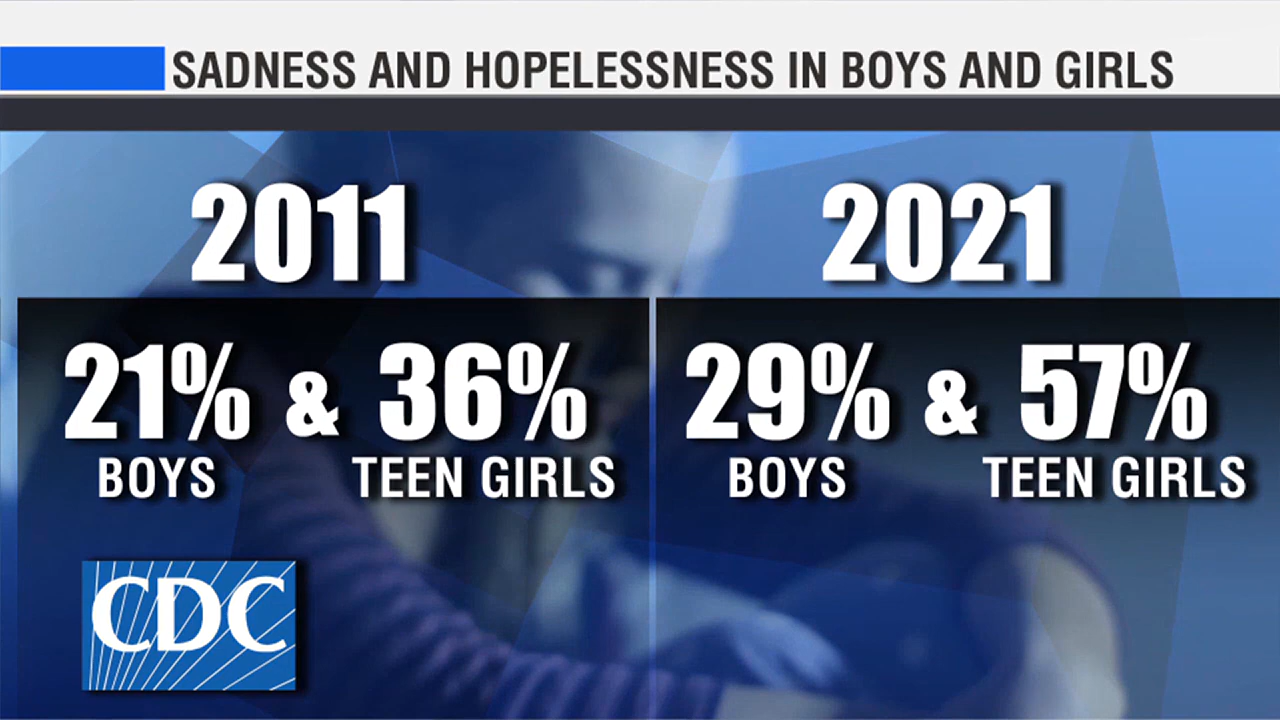 SADNESS AND HOPELESSNESS IN BOYS AND GIRLS
2011
21% & 36%
BOYS TEEN GIRLS
2021
29% & 57%
BOYS TEEN GIRLS
CDC